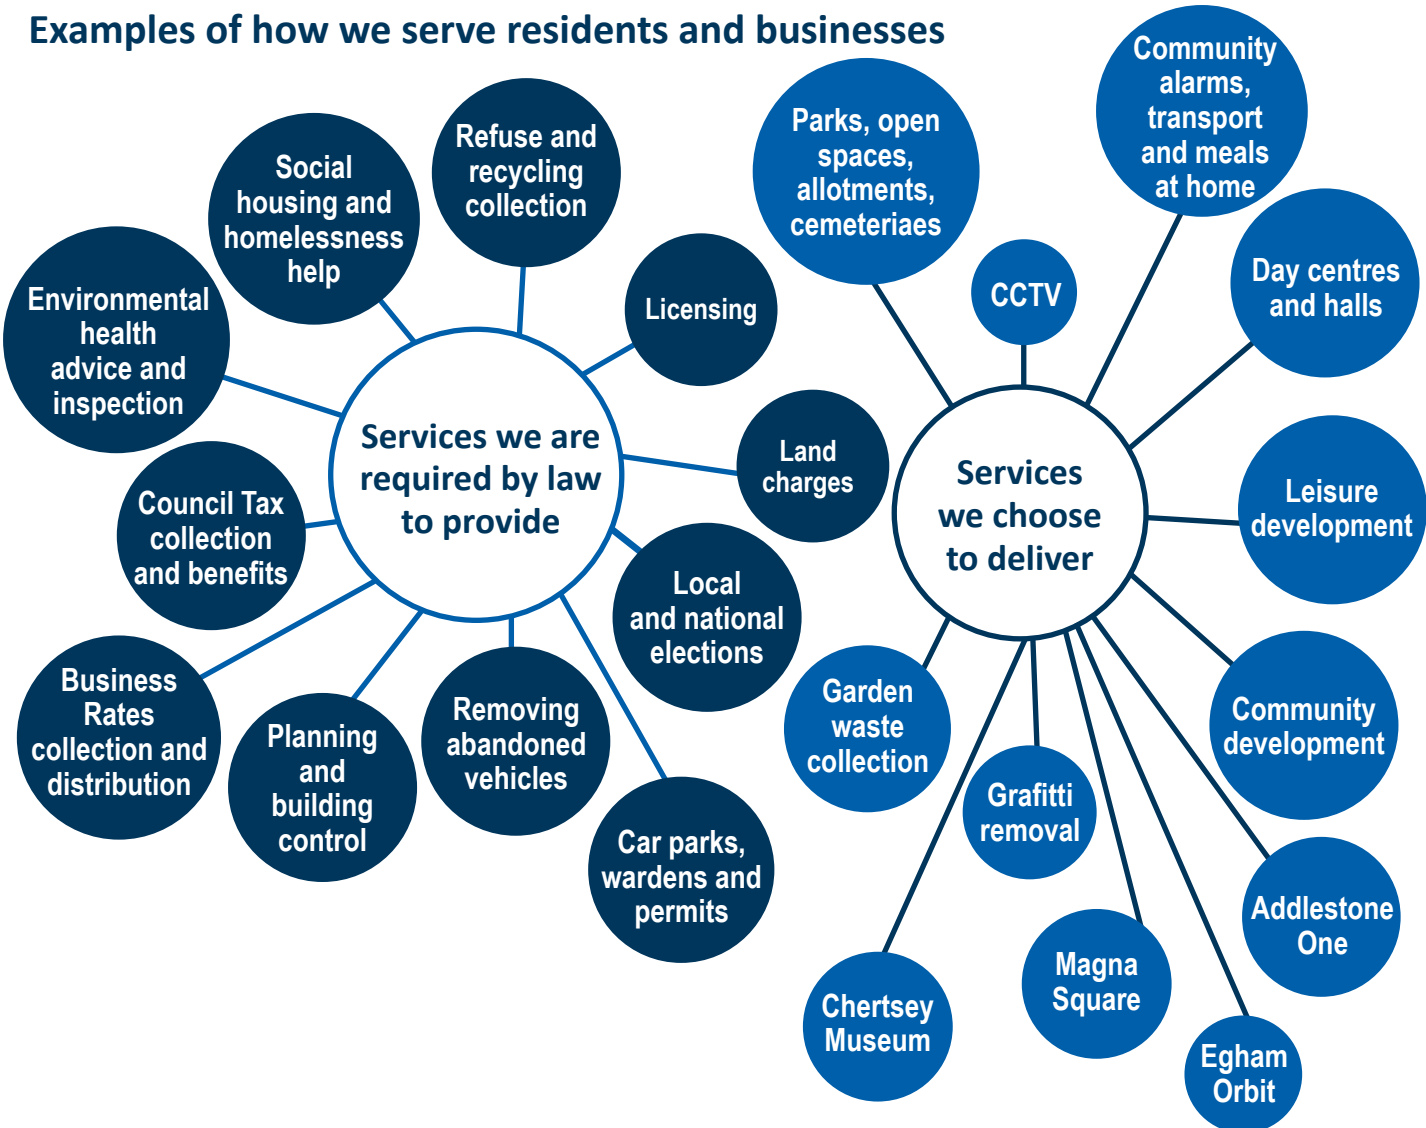 Examples of how we serve residents and businesses
Services we are
required by law
to provide
Refuse and
recycling
collection
Social
housing and
homelessness
help
Environmental
health
advice and
inspection
Council Tax
collection
and benefits
Business
Rates
collection and
distribution
Planning
and
building
control
Removing
abandoned
vehicles
Car parks,
wardens and
permits
Local
and national
elections
Land
charges
Licensing
Services
we choose
to deliver
Parks, open
spaces,
allotments,
cemeteriaes
CCTV
Community
alarms,
transport
and meals
at home
Day centres
and halls
Leisure
development
Community
development
Addlestone
One
Egham
Orbit
Magna
Square
Grafitti
removal
Chertsey
Museum
Garden
waste
collection